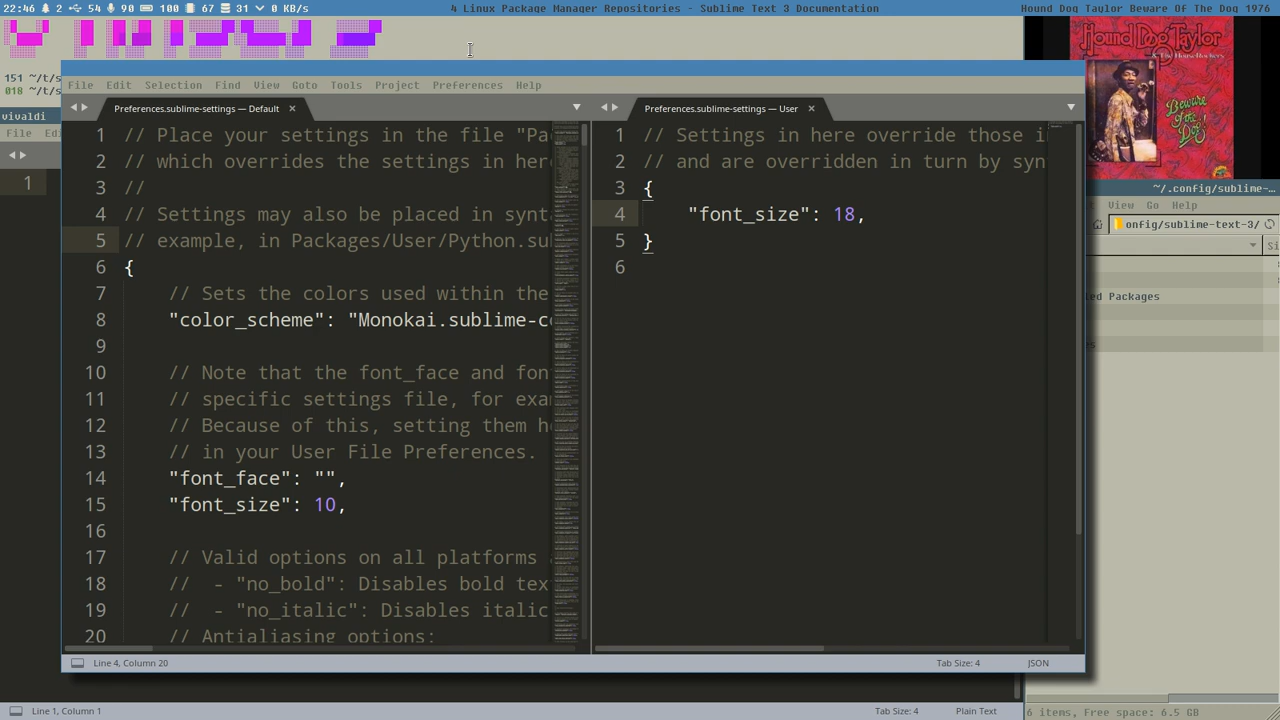 22:46 2 54 90 100 67 31 0 KB/s
4 Linux Package Manager Repositories - Sublime Text 3 Documentation
Hound Dog Taylor Beware Of The Dog 1976
Hound Dog Taylor
& The HouseRockers
Beware
of the
Dog!
151 ~/t/s
018 ~/t/s
vivaldi
File Edi
1
File Edit Selection Find View Goto Tools Project Preferences Help
Preferences.sublime-settings — Default
1 // Place your settings in the file "Pa
2 // which overrides the settings in her
3 //
4 // Settings may also be placed in synt
5 // example, in Packages/User/Python.su
6 {
7 // Sets the colors used within the
8 "color_scheme": "Monokai.sublime-c
9
10 // Note that the font_face and fon
11 // specific settings file, for exa
12 // Because of this, setting them h
13 // in your User File Preferences.
14 "font_face": "",
15 "font_size": 10,
16
17 // Valid options on all platforms
18 // - "no_bold": Disables bold tex
19 // - "no_italic": Disables italic
20 // Antialiasing options:
Preferences.sublime-settings — User
1 // Settings in here override those i
2 // and are overridden in turn by syn
3 {
4 "font_size": 18,
5 }
6
Line 4, Column 20
Tab Size: 4
JSON
~/.config/sublime-…
View Go Help
onfig/sublime-text-3/
Si
ed Packages
6 items, Free space: 6.5 GB
Line 1, Column 1
Tab Size: 4
Plain Text